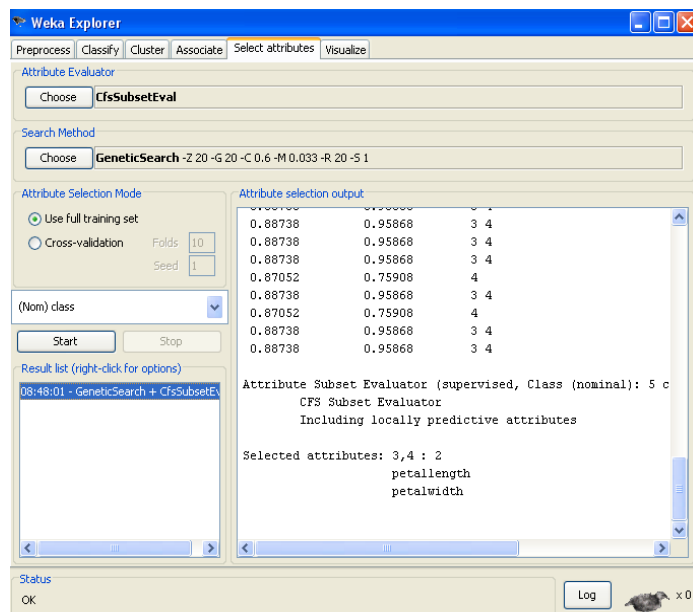 Weka Explorer
Preprocess Classify Cluster Associate Select attributes Visualize
Attribute Evaluator
Choose CfsSubsetEval
Search Method
Choose GeneticSearch -Z 20 -G 20 -C 0.6 -M 0.033 -R 20 -S 1
Attribute Selection Mode
Use full training set
Cross-validation Folds 10
Seed 1
(Nom) class
Start Stop
Result list (right-click for options)
08:48:01 - GeneticSearch + CfsSubsetEv
Attribute selection output
0.88738 0.95868 3 4
0.88738 0.95868 3 4
0.88738 0.95868 3 4
0.88738 0.95868 3 4
0.87052 0.75908 4
0.88738 0.95868 3 4
0.87052 0.75908 4
0.88738 0.95868 3 4
0.88738 0.95868 3 4
Attribute Subset Evaluator (supervised, Class (nominal): 5 c
CFS Subset Evaluator
Including locally predictive attributes
Selected attributes: 3,4 : 2
petallength
petalwidth
Status
OK
Log
x 0